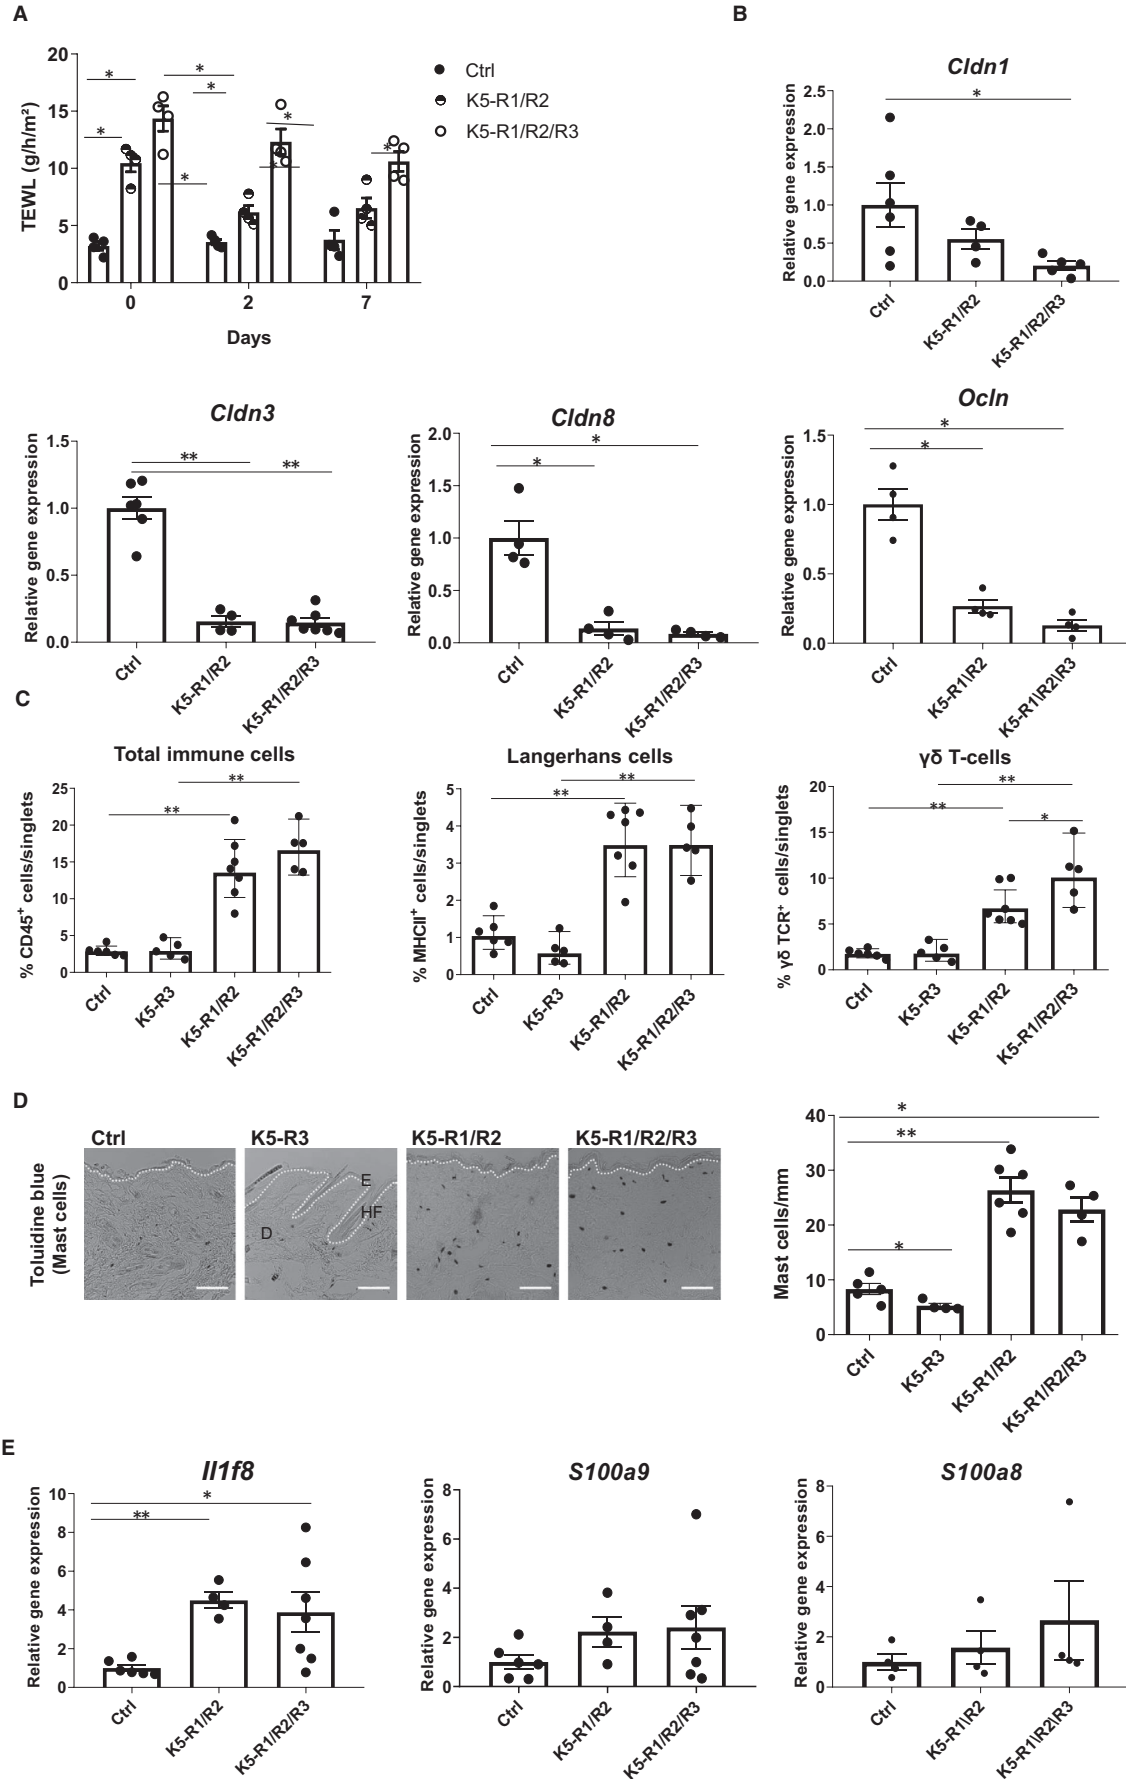 A
TEWL (g/h/m²)
20
15
10
5
0
* * * * * * * *
0 2 7
Days
Ctrl
K5-R1/R2
K5-R1/R2/R3
B
Cldn1
Relative gene expression
2.5
2.0
1.5
1.0
0.5
0.0
*
Ctrl
K5-R1/R2
K5-R1/R2/R3
Cldn3
Relative gene expression
1.5
1.0
0.5
0.0
**
**
Ctrl
K5-R1/R2
K5-R1/R2/R3
Cldn8
Relative gene expression
2.0
1.5
1.0
0.5
0.0
*
*
Ctrl
K5-R1/R2
K5-R1/R2/R3
Ocln
Relative gene expression
1.5
1.0
0.5
0.0
*
*
Ctrl
K5-R1\R2
K5-R1\R2\R3
C
Total immune cells
% CD45⁺ cells/singlets
25
20
15
10
5
0
**
**
Ctrl
K5-R3
K5-R1/R2
K5-R1/R2/R3
Langerhans cells
% MHCII⁺ cells/singlets
5
4
3
2
1
0
**
**
Ctrl
K5-R3
K5-R1/R2
K5-R1/R2/R3
γδ T-cells
% γδ TCR⁺ cells/singlets
20
15
10
5
0
**
**
*
Ctrl
K5-R3
K5-R1/R2
K5-R1/R2/R3
D
Toluidine blue
(Mast cells)
Ctrl
K5-R3
K5-R1/R2
K5-R1/R2/R3
E
HF
D
Mast cells/mm
40
30
20
10
0
*
**
*
Ctrl
K5-R3
K5-R1/R2
K5-R1/R2/R3
E
Il1f8
Relative gene expression
10
8
6
4
2
0
*
**
Ctrl
K5-R1/R2
K5-R1/R2/R3
S100a9
Relative gene expression
8
6
4
2
0
Ctrl
K5-R1/R2
K5-R1/R2/R3
S100a8
Relative gene expression
8
6
4
2
0
Ctrl
K5-R1\R2
K5-R1\R2\R3